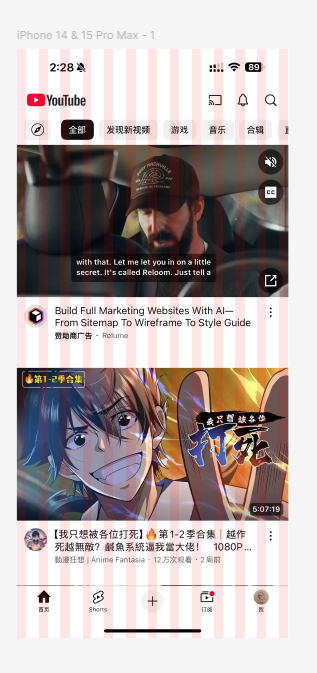 iPhone 14 & 15 Pro Max - 1
2:28
89
YouTube
全部
发现新视频
游戏
音乐
合辑
with that. Let me let you in on a little
secret. It's called Reloom. Just tell a
CC
Build Full Marketing Websites With AI—
From Sitemap To Wireframe To Style Guide
赞助商广告 · Relume
🔥第1-2季合集
我只想被各位
打死
5:07:19
【我只想被各位打死】🔥第1-2季合集｜越作
死越無敵？鹹魚系統逼我當大佬！ 1080P...
動漫狂想 | Anime Fantasia · 12万次观看 · 2周前
首页
Shorts
订阅
我